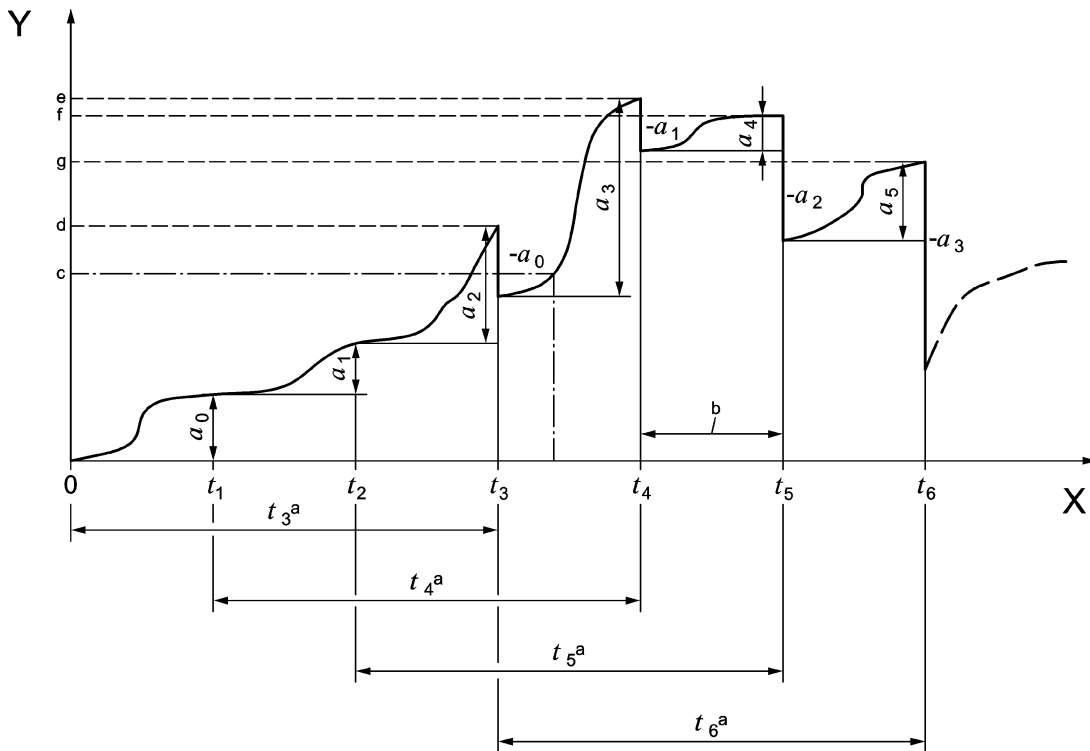 Y
e
f
g
d
c
a₀
a₁
a₂
-a₀
a₃
-a₁
a₄
-a₂
a₅
-a₃
b
0
t₁
t₂
t₃
t₄
t₅
t₆
X
t₃ᵃ
t₄ᵃ
t₅ᵃ
t₆ᵃ